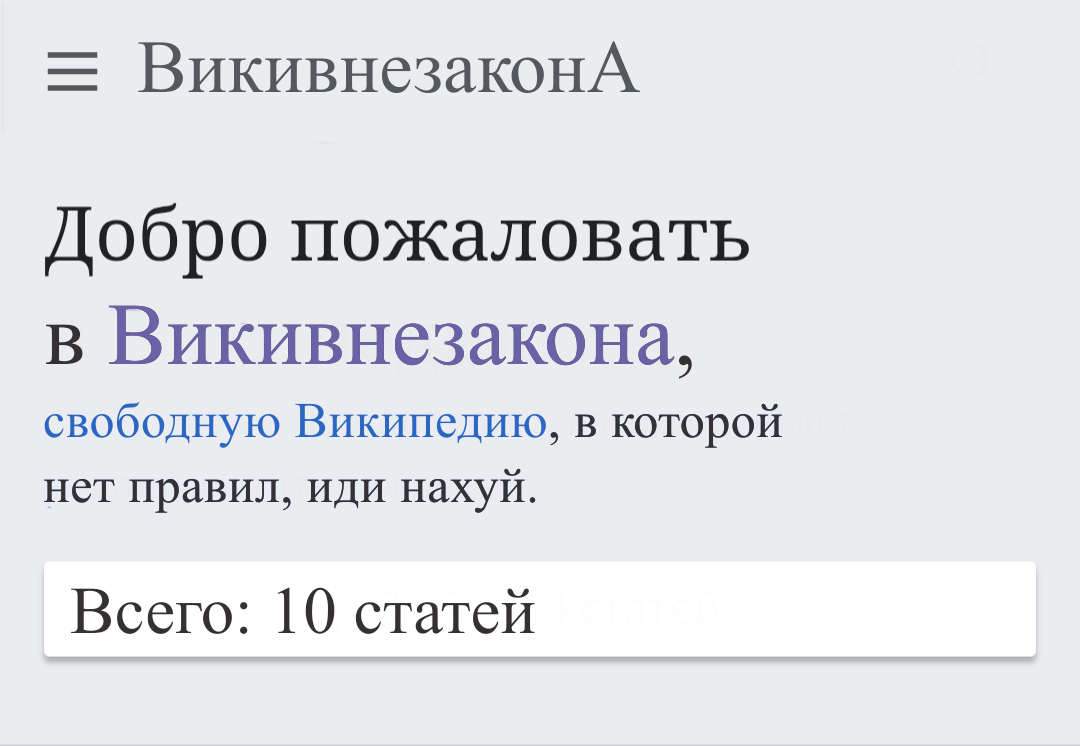 ВикивнезаконА
Добро пожаловать
в Викивнезакона,
свободную Википедию, в которой
нет правил, иди нахуй.
Всего: 10 статей